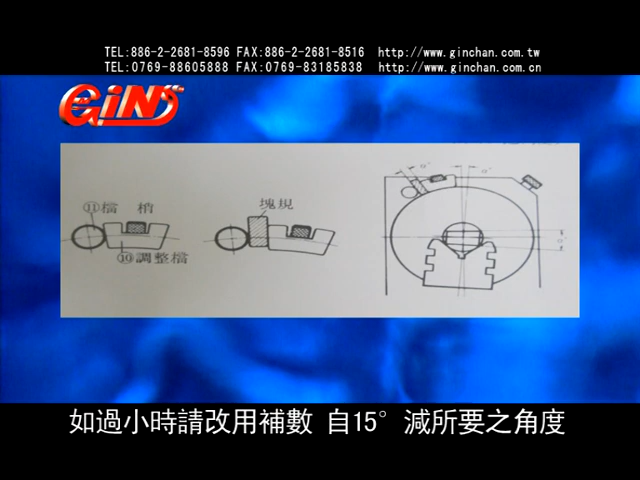 TEL:886-2-2681-8596 FAX:886-2-2681-8516 http://www.ginchan.com.tw
TEL:0769-88605888 FAX:0769-83185838 http://www.ginchan.com.cn
GiNS
⑪檔 梢
塊規
⑩調整檔
θ°
θ°
如過小時請改用補數 自15° 減所要之角度